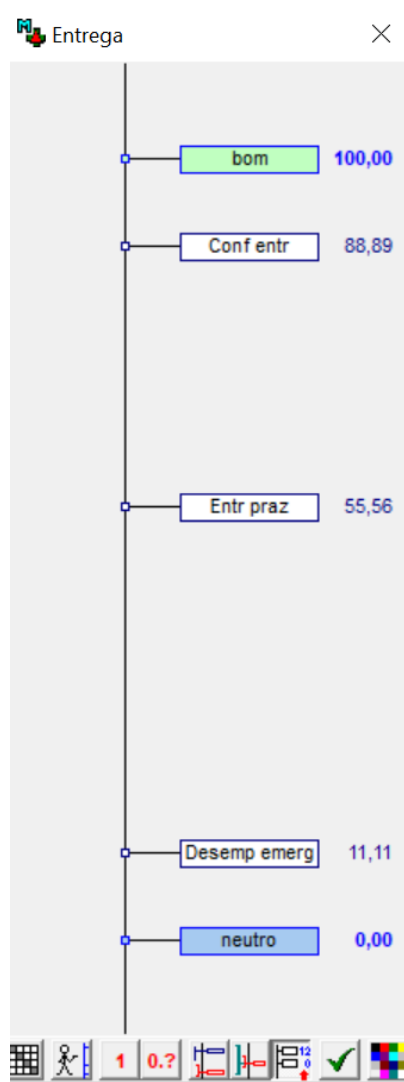 Entrega
bom 100,00
Conf entr 88,89
Entr praz 55,56
Desemp emerg 11,11
neutro 0,00
1 0.? 12 0